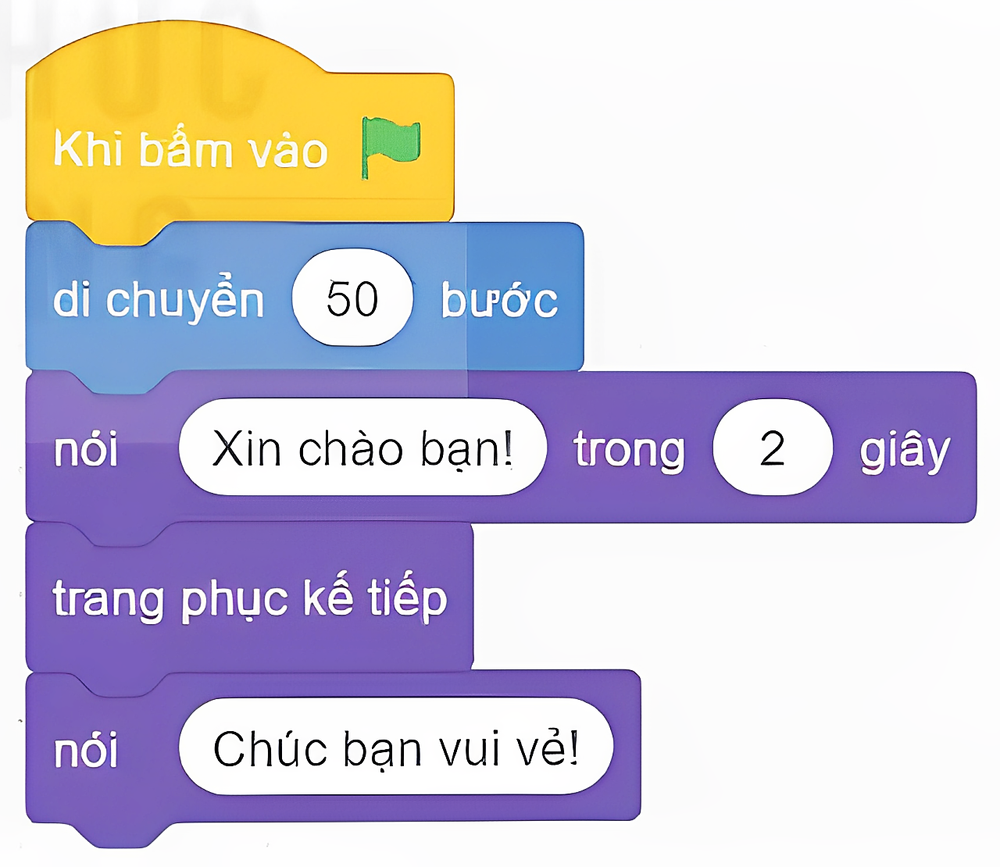 Khi bấm vào
di chuyển 50 bước
nói Xin chào bạn! trong 2 giây
trang phục kế tiếp
nói Chúc bạn vui vẻ!